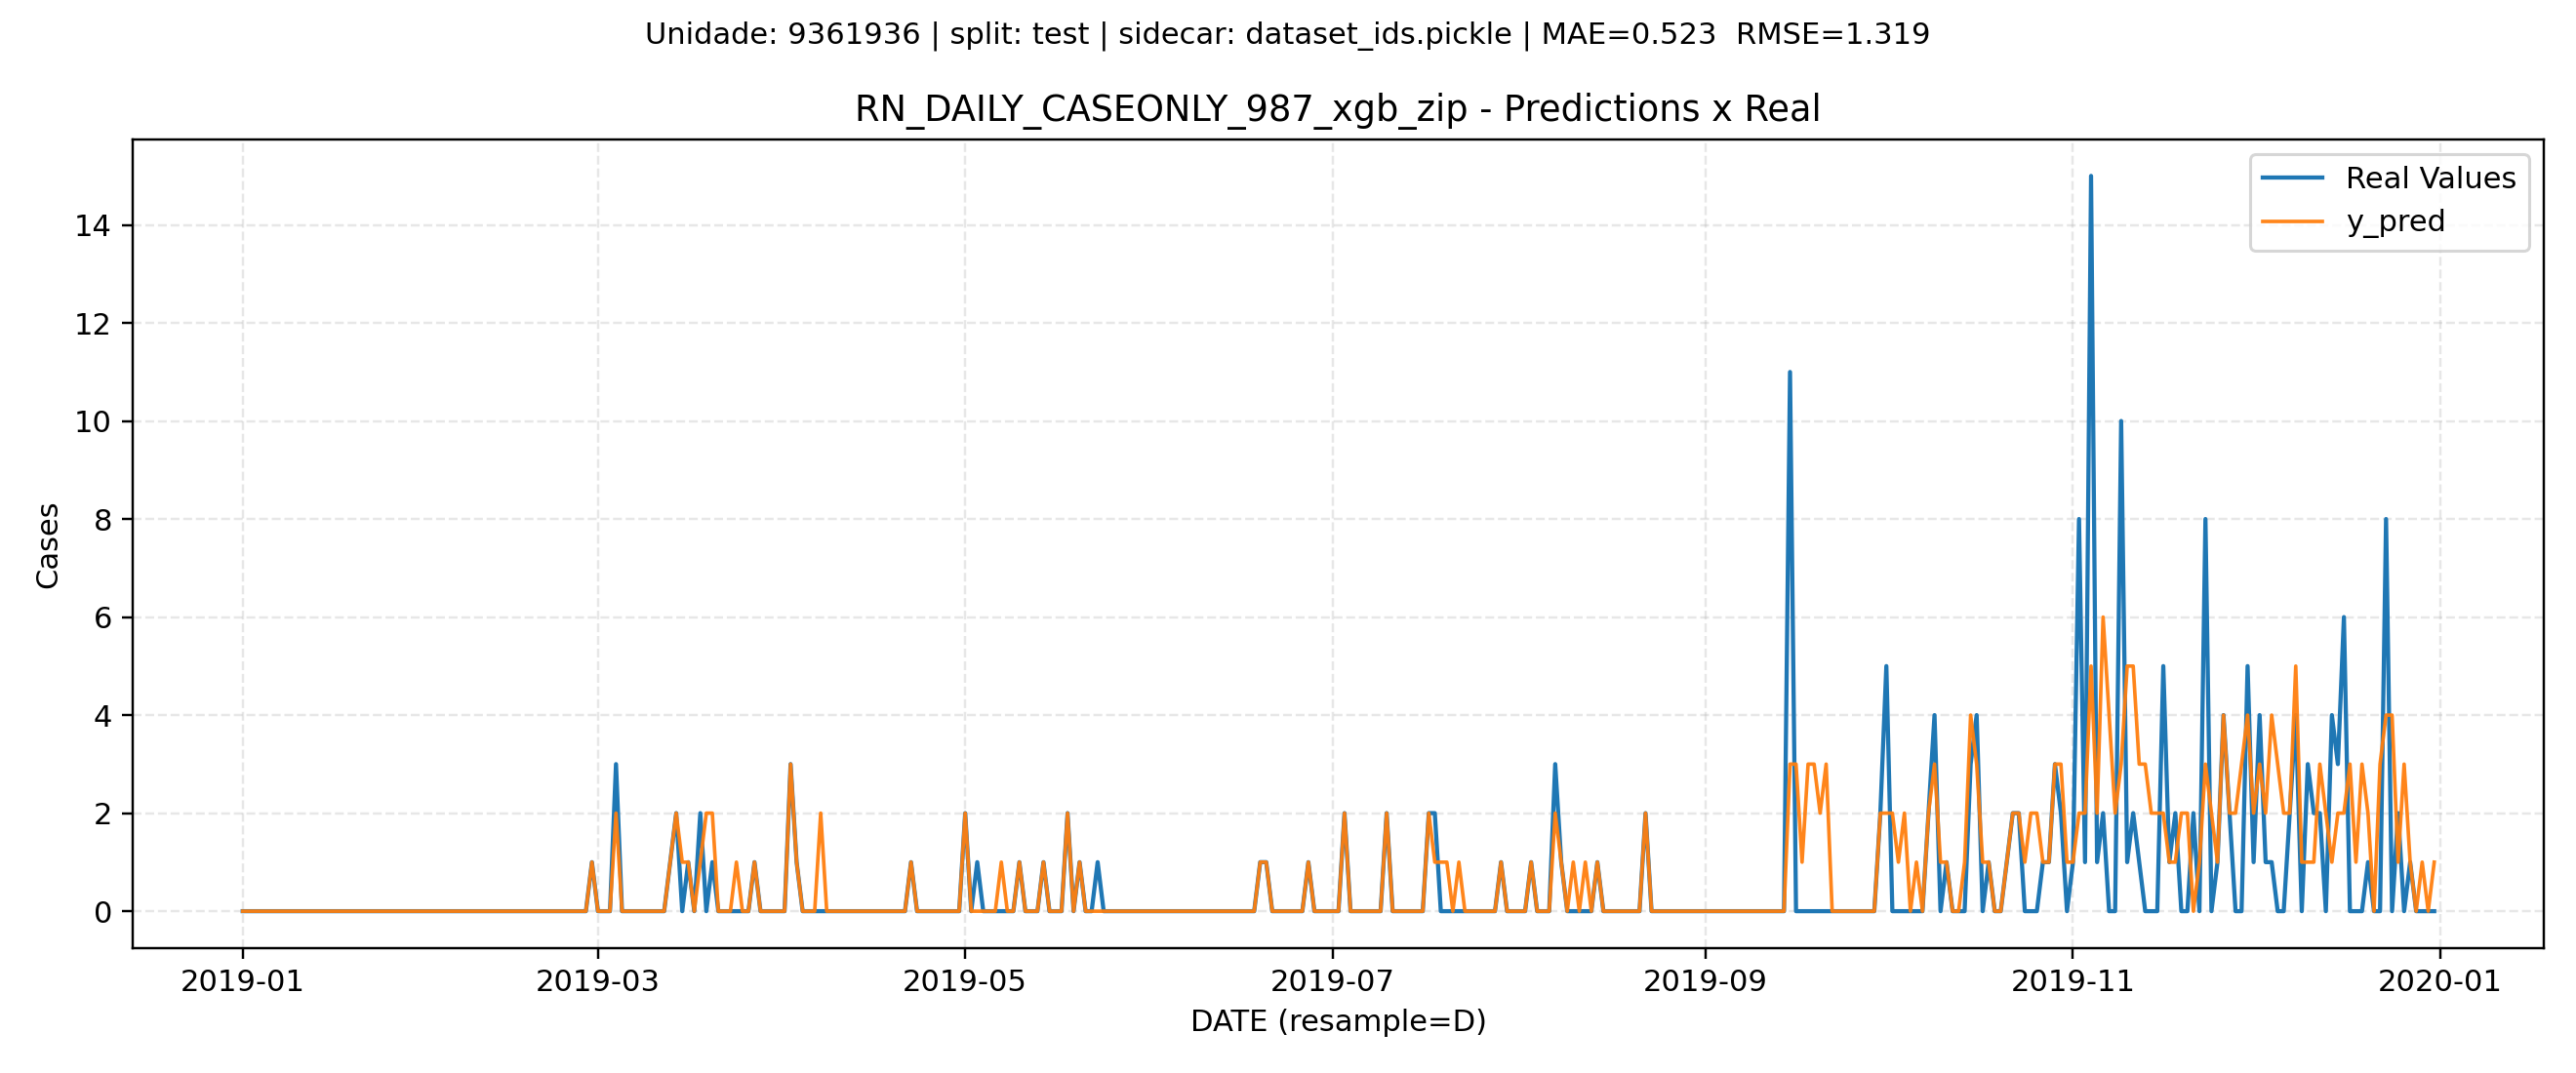 Unidade: 9361936 | split: test | sidecar: dataset_ids.pickle | MAE=0.523  RMSE=1.319
RN_DAILY_CASEONLY_987_xgb_zip - Predictions x Real
Real Values
y_pred
14
12
10
8
6
4
2
0
Cases
2019-01
2019-03
2019-05
2019-07
2019-09
2019-11
2020-01
DATE (resample=D)